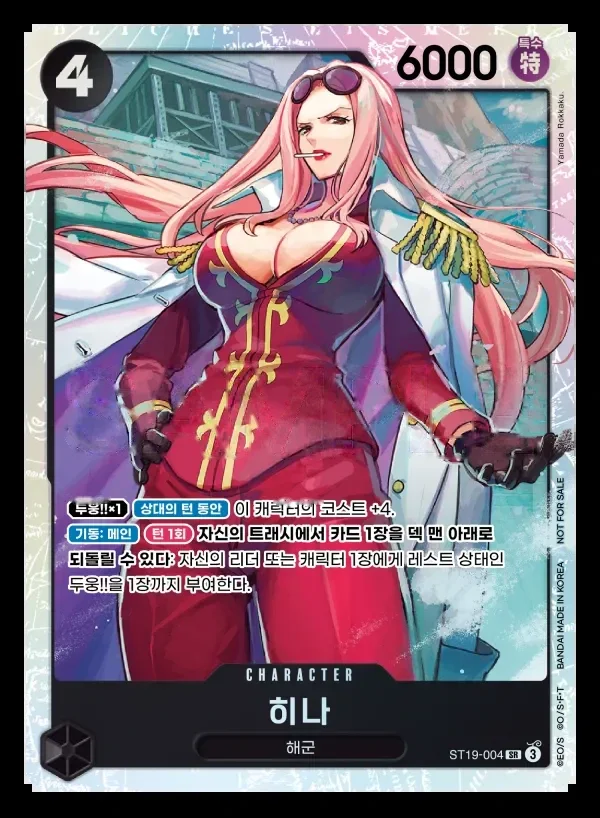 4
6000
특수
特
Yamada Rokkaku.
두웅!!×1 상대의 턴 동안 이 캐릭터의 코스트 +4.
기동: 메인 턴 1회 자신의 트래시에서 카드 1장을 덱 맨 아래로
되돌릴 수 있다: 자신의 리더 또는 캐릭터 1장에게 레스트 상태인
두웅!!을 1장까지 부여한다.
©EO/S ©O/S·F·T BANDAI MADE IN KOREA NOT FOR SALE
CHARACTER
히나
해군
ST19-004 SR 3